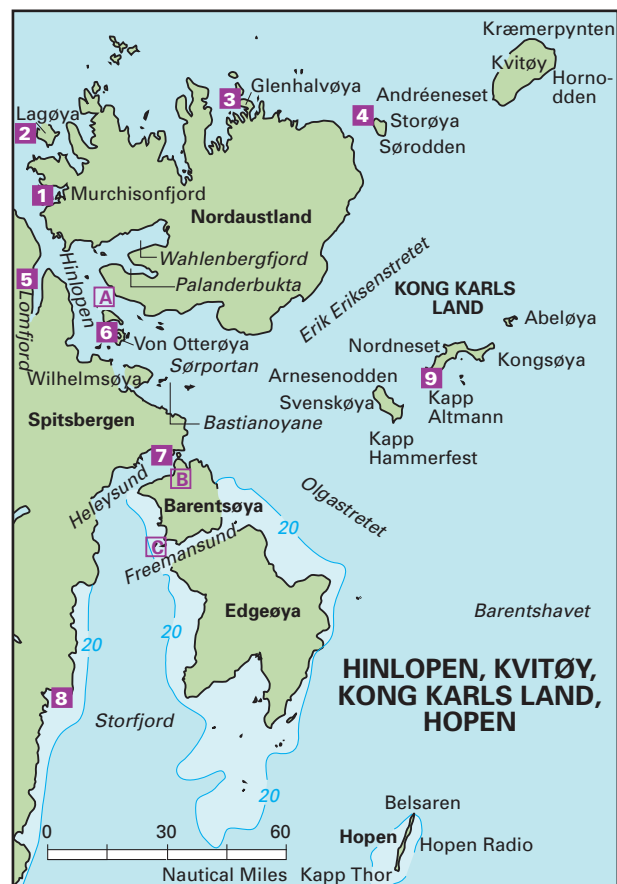 Kræmerpynten
Kvitøy
Hornodden
Andréeneset
Glenhalvøya
3
4
Storøya
Sørodden
Lagøya
2
1
Murchisonfjord
Nordaustland
Wahlenbergfjord
Palanderbukta
Hinlopen
5
Lomfjord
A
6
Von Otterøya
Erik Eriksenstretet
KONG KARLS
LAND
Abeløya
Nordneset
Kongsøya
9
Kapp
Altmann
Arnesenodden
Svenskøya
Kapp
Hammerfest
Sørportan
Wilhelmsøya
Bastianoyane
Spitsbergen
7
B
Heleysund
Barentsøya
C
Freemansund
20
Olgastretet
Edgeøya
Barentshavet
20
20
8
Storfjord
20
HINLOPEN, KVITØY,
KONG KARLS LAND,
HOPEN
Belsaren
Hopen
Hopen Radio
Kapp Thor
0
30
60
Nautical Miles